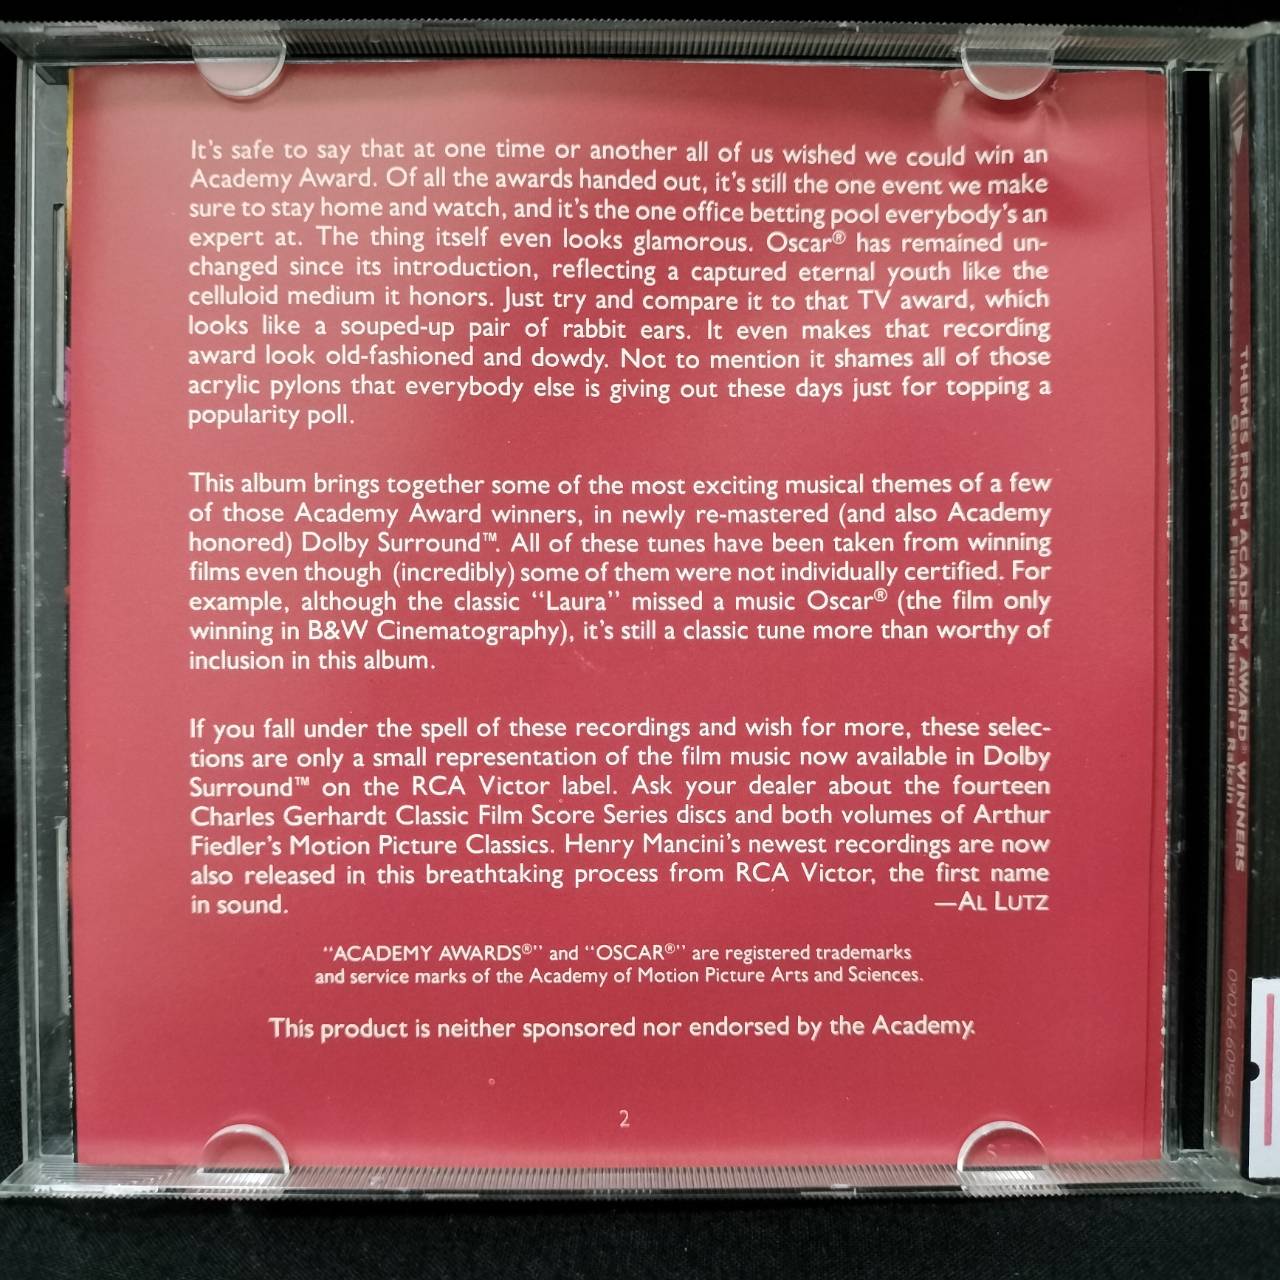 It's safe to say that at one time or another all of us wished we could win an
Academy Award. Of all the awards handed out, it's still the one event we make
sure to stay home and watch, and it's the one office betting pool everybody's an
expert at. The thing itself even looks glamorous. Oscar® has remained un-
changed since its introduction, reflecting a captured eternal youth like the
celluloid medium it honors. Just try and compare it to that TV award, which
looks like a souped-up pair of rabbit ears. It even makes that recording
award look old-fashioned and dowdy. Not to mention it shames all of those
acrylic pylons that everybody else is giving out these days just for topping a
popularity poll.
This album brings together some of the most exciting musical themes of a few
of those Academy Award winners, in newly re-mastered (and also Academy
honored) Dolby Surround™. All of these tunes have been taken from winning
films even though (incredibly) some of them were not individually certified. For
example, although the classic “Laura” missed a music Oscar® (the film only
winning in B&W Cinematography), it's still a classic tune more than worthy of
inclusion in this album.
If you fall under the spell of these recordings and wish for more, these selec-
tions are only a small representation of the film music now available in Dolby
Surround™ on the RCA Victor label. Ask your dealer about the fourteen
Charles Gerhardt Classic Film Score Series discs and both volumes of Arthur
Fiedler's Motion Picture Classics. Henry Mancini's newest recordings are now
also released in this breathtaking process from RCA Victor, the first name
in sound. —AL LUTZ
“ACADEMY AWARDS®” and “OSCAR®” are registered trademarks
and service marks of the Academy of Motion Picture Arts and Sciences.
This product is neither sponsored nor endorsed by the Academy.
2
THEMES FROM ACADEMY AWARD® WINNERS
Gerhardt • Fiedler • Mancini • Raksin
09026-60966-2